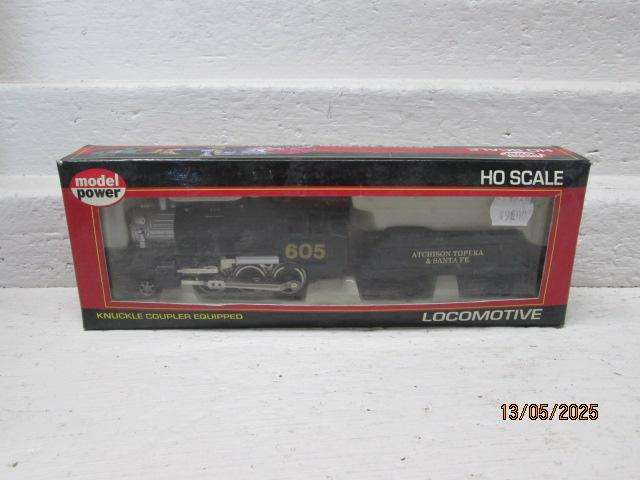 model
power
HO SCALE
605
ATCHISON TOPEKA
& SANTA FE
KNUCKLE COUPLER EQUIPPED
LOCOMOTIVE
13/05/2025